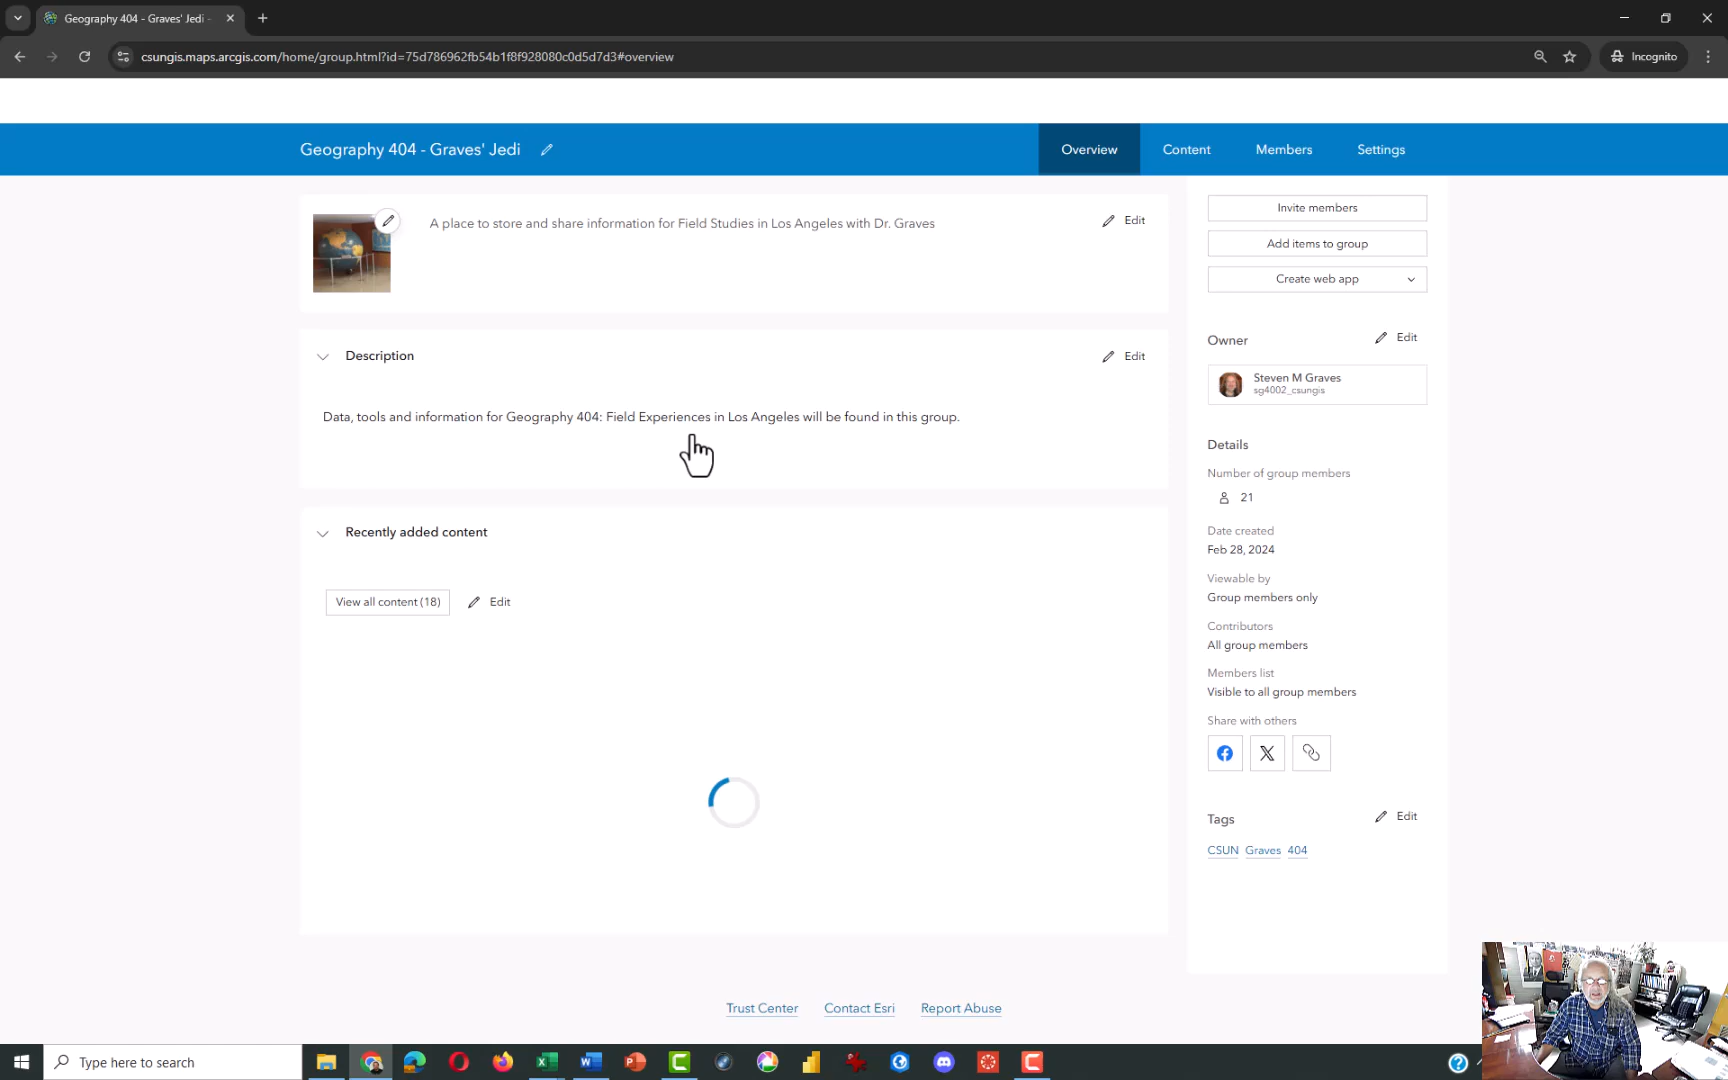 Geography 404 - Graves' Jedi -
csungis.maps.arcgis.com/home/group.html?id=75d786962fb54b1f8f928080c0d5d7d3#overview
Incognito
Geography 404 - Graves' Jedi
Overview
Content
Members
Settings
A place to store and share information for Field Studies in Los Angeles with Dr. Graves
Edit
Description
Edit
Data, tools and information for Geography 404: Field Experiences in Los Angeles will be found in this group.
Recently added content
View all content (18)
Edit
Invite members
Add items to group
Create web app
Owner
Edit
Steven M Graves
sg4002_csungis
Details
Number of group members
21
Date created
Feb 28, 2024
Viewable by
Group members only
Contributors
All group members
Members list
Visible to all group members
Share with others
Tags
Edit
CSUN Graves 404
Trust Center
Contact Esri
Report Abuse
Type here to search